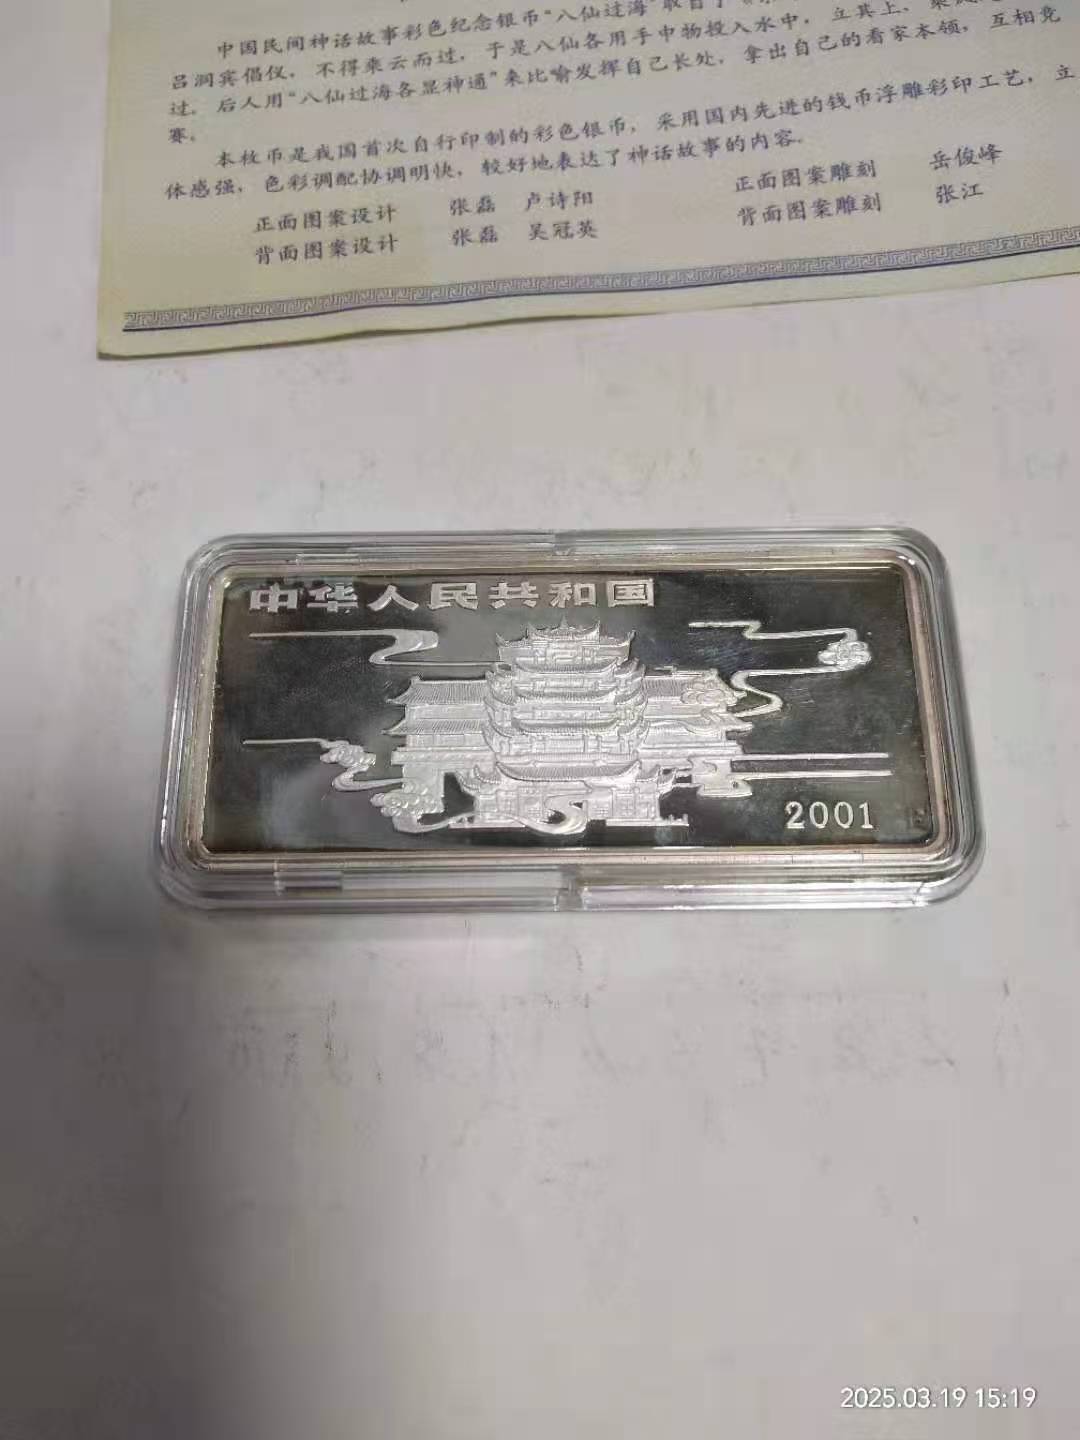 中国民间神话故事彩色纪念银币“八仙过海”取自于《
吕洞宾倡仪，不得乘云而过，于是八仙各用手中物投入水中，立其上，乘
过。后人用“八仙过海各显神通”来比喻发挥自己长处，拿出自己的看家本领，互相竞
赛。
本枚币是我国首次自行印制的彩色银币，采用国内先进的钱币浮雕彩印工艺，立
体感强，色彩调配协调明快，较好地表达了神话故事的内容。
正面图案设计 张磊 卢诗阳 正面图案雕刻 岳俊峰
背面图案设计 张磊 吴冠英 背面图案雕刻 张江
中华人民共和国
2001
2025.03.19 15:19